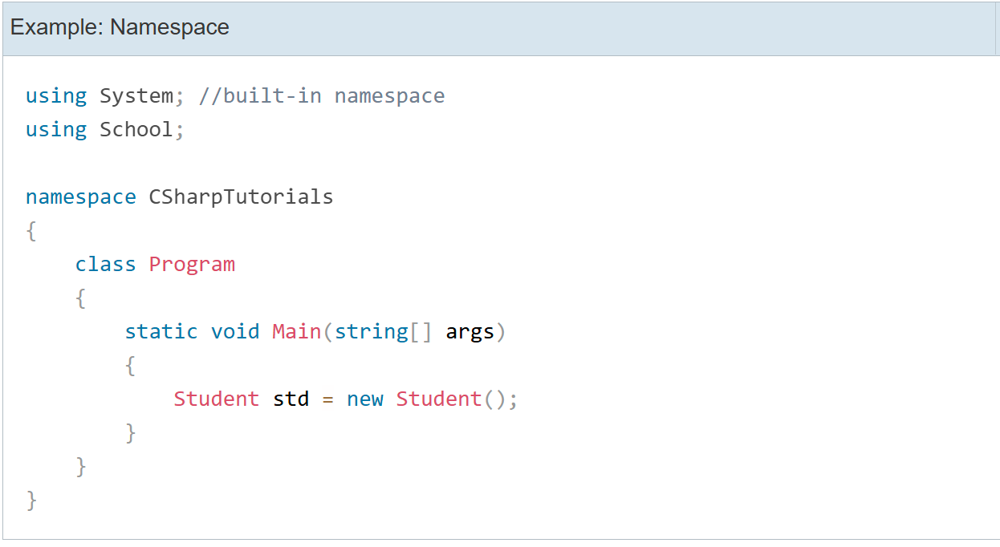 Example: Namespace
using System; //built-in namespace
using School;
namespace CSharpTutorials
{
    class Program
    {
        static void Main(string[] args)
        {
            Student std = new Student();
        }
    }
}